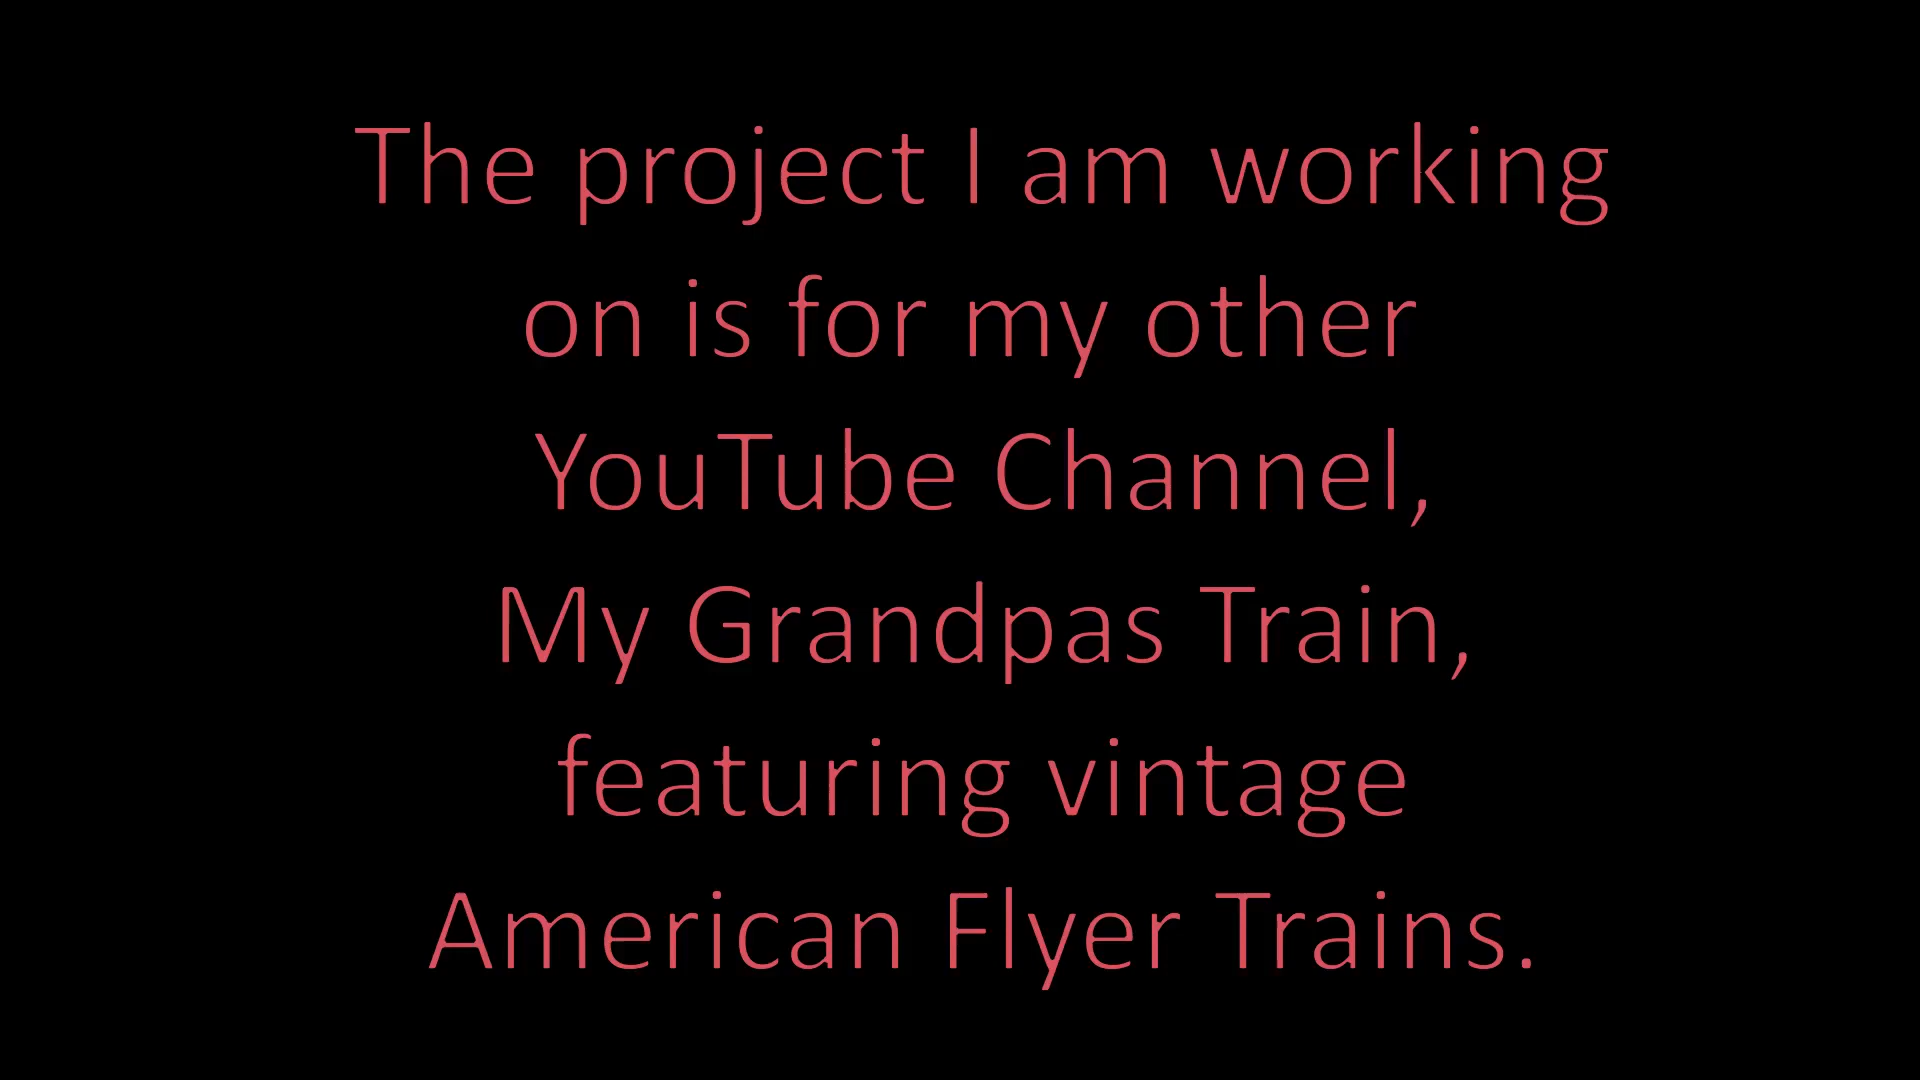 The project I am working
on is for my other
YouTube Channel,
My Grandpas Train,
featuring vintage
American Flyer Trains.